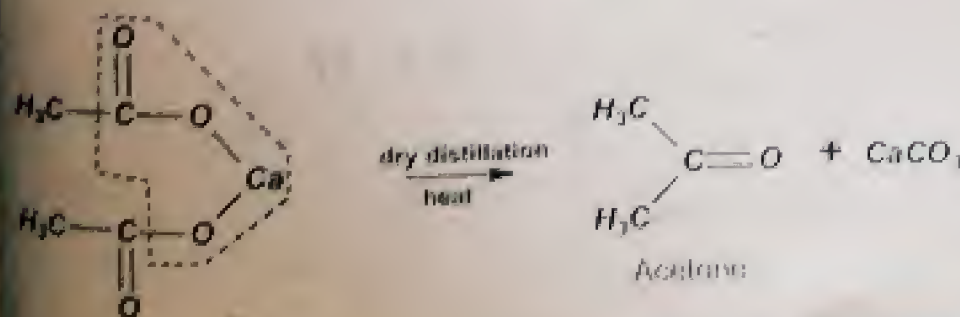 O
H₃C—C—O
Ca
H₃C—C—O
O
dry distillation
heat
H₃C
C=O + CaCO₃
H₃C
Acetone